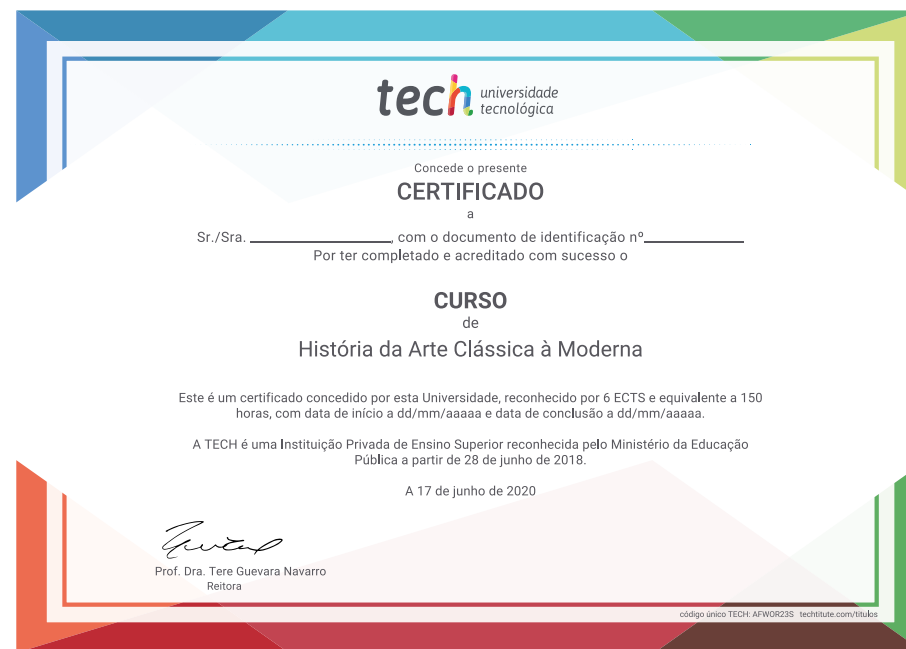 tech universidade
tecnológica
Concede o presente
CERTIFICADO
a
Sr./Sra. ____________________, com o documento de identificação nº______________
Por ter completado e acreditado com sucesso o
CURSO
de
História da Arte Clássica à Moderna
Este é um certificado concedido por esta Universidade, reconhecido por 6 ECTS e equivalente a 150
horas, com data de início a dd/mm/aaaaa e data de conclusão a dd/mm/aaaaa.
A TECH é uma Instituição Privada de Ensino Superior reconhecida pelo Ministério da Educação
Pública a partir de 28 de junho de 2018.
A 17 de junho de 2020
Prof. Dra. Tere Guevara Navarro
Reitora
código único TECH: AFWOR23S techtitute.com/titulos